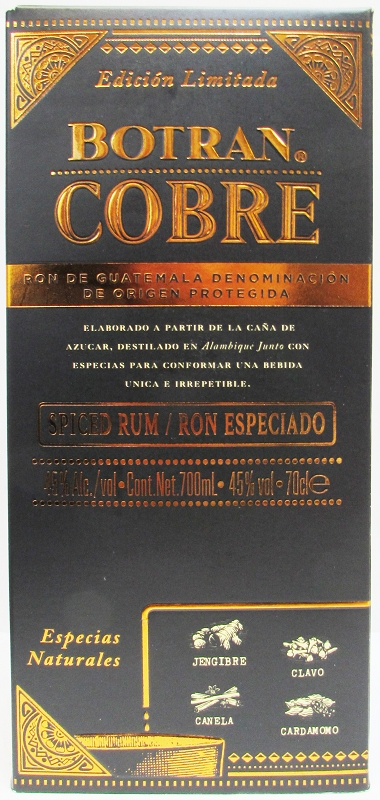 Edición Limitada
BOTRAN®
COBRE
RON DE GUATEMALA DENOMINACIÓN
DE ORIGEN PROTEGIDA
ELABORADO A PARTIR DE LA CAÑA DE
AZUCAR, DESTILADO EN Alambique Junto CON
ESPECIAS PARA CONFORMAR UNA BEBIDA
UNICA E IRREPETIBLE.
SPICED RUM / RON ESPECIADO
45% Alc./vol • Cont. Net. 700mL • 45% vol • 70cl e
Especias
Naturales
JENGIBRE
CLAVO
CANELA
CARDAMOMO